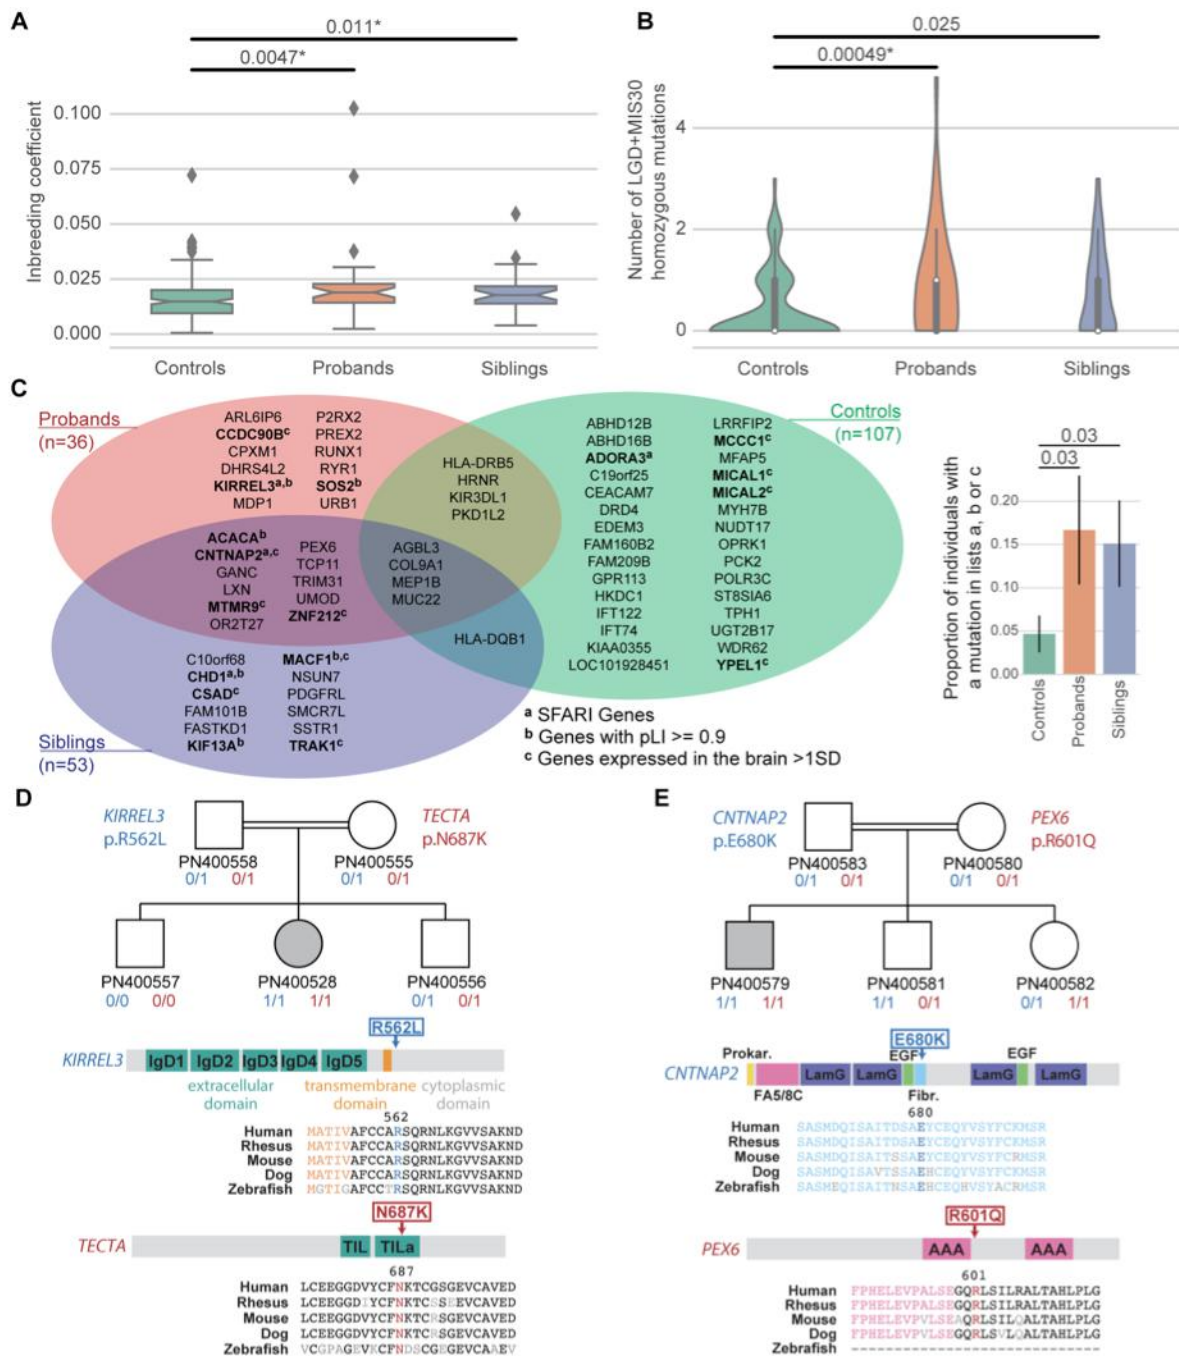 A
0.011*
0.0047*
Inbreeding coefficient
0.100
0.075
0.050
0.025
0.000
Controls
Probands
Siblings
B
0.025
0.00049*
Number of LGD+MIS30
homozygous mutations
4
2
0
Controls
Probands
Siblings
C
Probands
(n=36)
ARL6IP6
CCDC90Bᶜ
CPXM1
DHRS4L2
KIRREL3ᵃ,ᵇ
MDP1
P2RX2
PREX2
RUNX1
RYR1
SOS2ᵇ
URB1
HLA-DRB5
HRNR
KIR3DL1
PKD1L2
ACACAᵇ
CNTNAP2ᵃ,ᶜ
GANC
LXN
MTMR9ᶜ
OR2T27
PEX6
TCP11
TRIM31
UMOD
ZNF212ᶜ
AGBL3
COL9A1
MEP1B
MUC22
HLA-DQB1
Siblings
(n=53)
C10orf68
CHD1ᵃ,ᵇ
CSADᶜ
FAM101B
FASTKD1
KIF13Aᵇ
MACF1ᵇ,ᶜ
NSUN7
PDGFRL
SMCR7L
SSTR1
TRAK1ᶜ
Controls
(n=107)
ABHD12B
ABHD16B
ADORA3ᵃ
C19orf25
CEACAM7
DRD4
EDEM3
FAM160B2
FAM209B
GPR113
HKDC1
IFT122
IFT74
KIAA0355
LOC101928451
LRRFIP2
MCCC1ᶜ
MFAP5
MICAL1ᶜ
MICAL2ᶜ
MYH7B
NUDT17
OPRK1
PCK2
POLR3C
ST8SIA6
TPH1
UGT2B17
WDR62
YPEL1ᶜ
a SFARI Genes
b Genes with pLI >= 0.9
c Genes expressed in the brain >1SD
0.03
0.03
Proportion of individuals with
a mutation in lists a, b or c
0.20
0.15
0.10
0.05
0.00
Controls
Probands
Siblings
D
KIRREL3
p.R562L
TECTA
p.N687K
PN400558
0/1 0/1
PN400555
0/1 0/1
PN400557
0/0 0/0
PN400528
1/1 1/1
PN400556
0/1 0/1
R562L
KIRREL3
IgD1 IgD2 IgD3 IgD4 IgD5
extracellular
domain
transmembrane
domain
cytoplasmic
domain
562
Human MATIVAFCCARSQRNLKGVVSAKND
Rhesus MATIVAFCCARSQRNLKGVVSAKND
Mouse MATIVAFCCARSQRNLKGVVSAKND
Dog MATIVAFCCARSQRNLKGVVSAKND
Zebrafish MGTIGAFCCTRSQRNLKGVVSAKND
N687K
TECTA
TIL TILa
687
Human LCEEGGDVYCFNKTCGSGEVCAVED
Rhesus LCEEGGDIYCFNKTCSSEEVCAVED
Mouse LCEEGGDVYCFNKTCRSGEVCAVED
Dog LCEEGGDVYCFNKTCRSGEVCAVED
Zebrafish VCGPAGEVKCFNDSCGEGEVCAAEV
E
CNTNAP2
p.E680K
PEX6
p.R601Q
PN400583
0/1 0/1
PN400580
0/1 0/1
PN400579
1/1 1/1
PN400581
1/1 0/1
PN400582
0/1 1/1
E680K
Prokar.
EGF
EGF
CNTNAP2
LamG LamG LamG LamG
FA5/8C
Fibr.
680
Human SASMDQISAITDSAEYCEQYVSYFCKMSR
Rhesus SASMDQISAITDSAEYCEQYVSYFCKMSR
Mouse SASMDQISAITSSAEYCEQYVSYFCRMSR
Dog SASMDQISAVTSSAEHCEQYVSYFCKMSR
Zebrafish SASMEQISAITNSAEHCEQHVSYACRMSR
R601Q
PEX6
AAA AAA
601
Human FPHELEVPALSEGQRLSILRALTAHLPLG
Rhesus FPHELEVPALSEGQRLSILRALTAHLPLG
Mouse FPHELEVPVLSEAQRLSILQALTAHLPLG
Dog FPHELEVPVLSEGQRLSVLQALTAHLPLG
Zebrafish -----------------------------